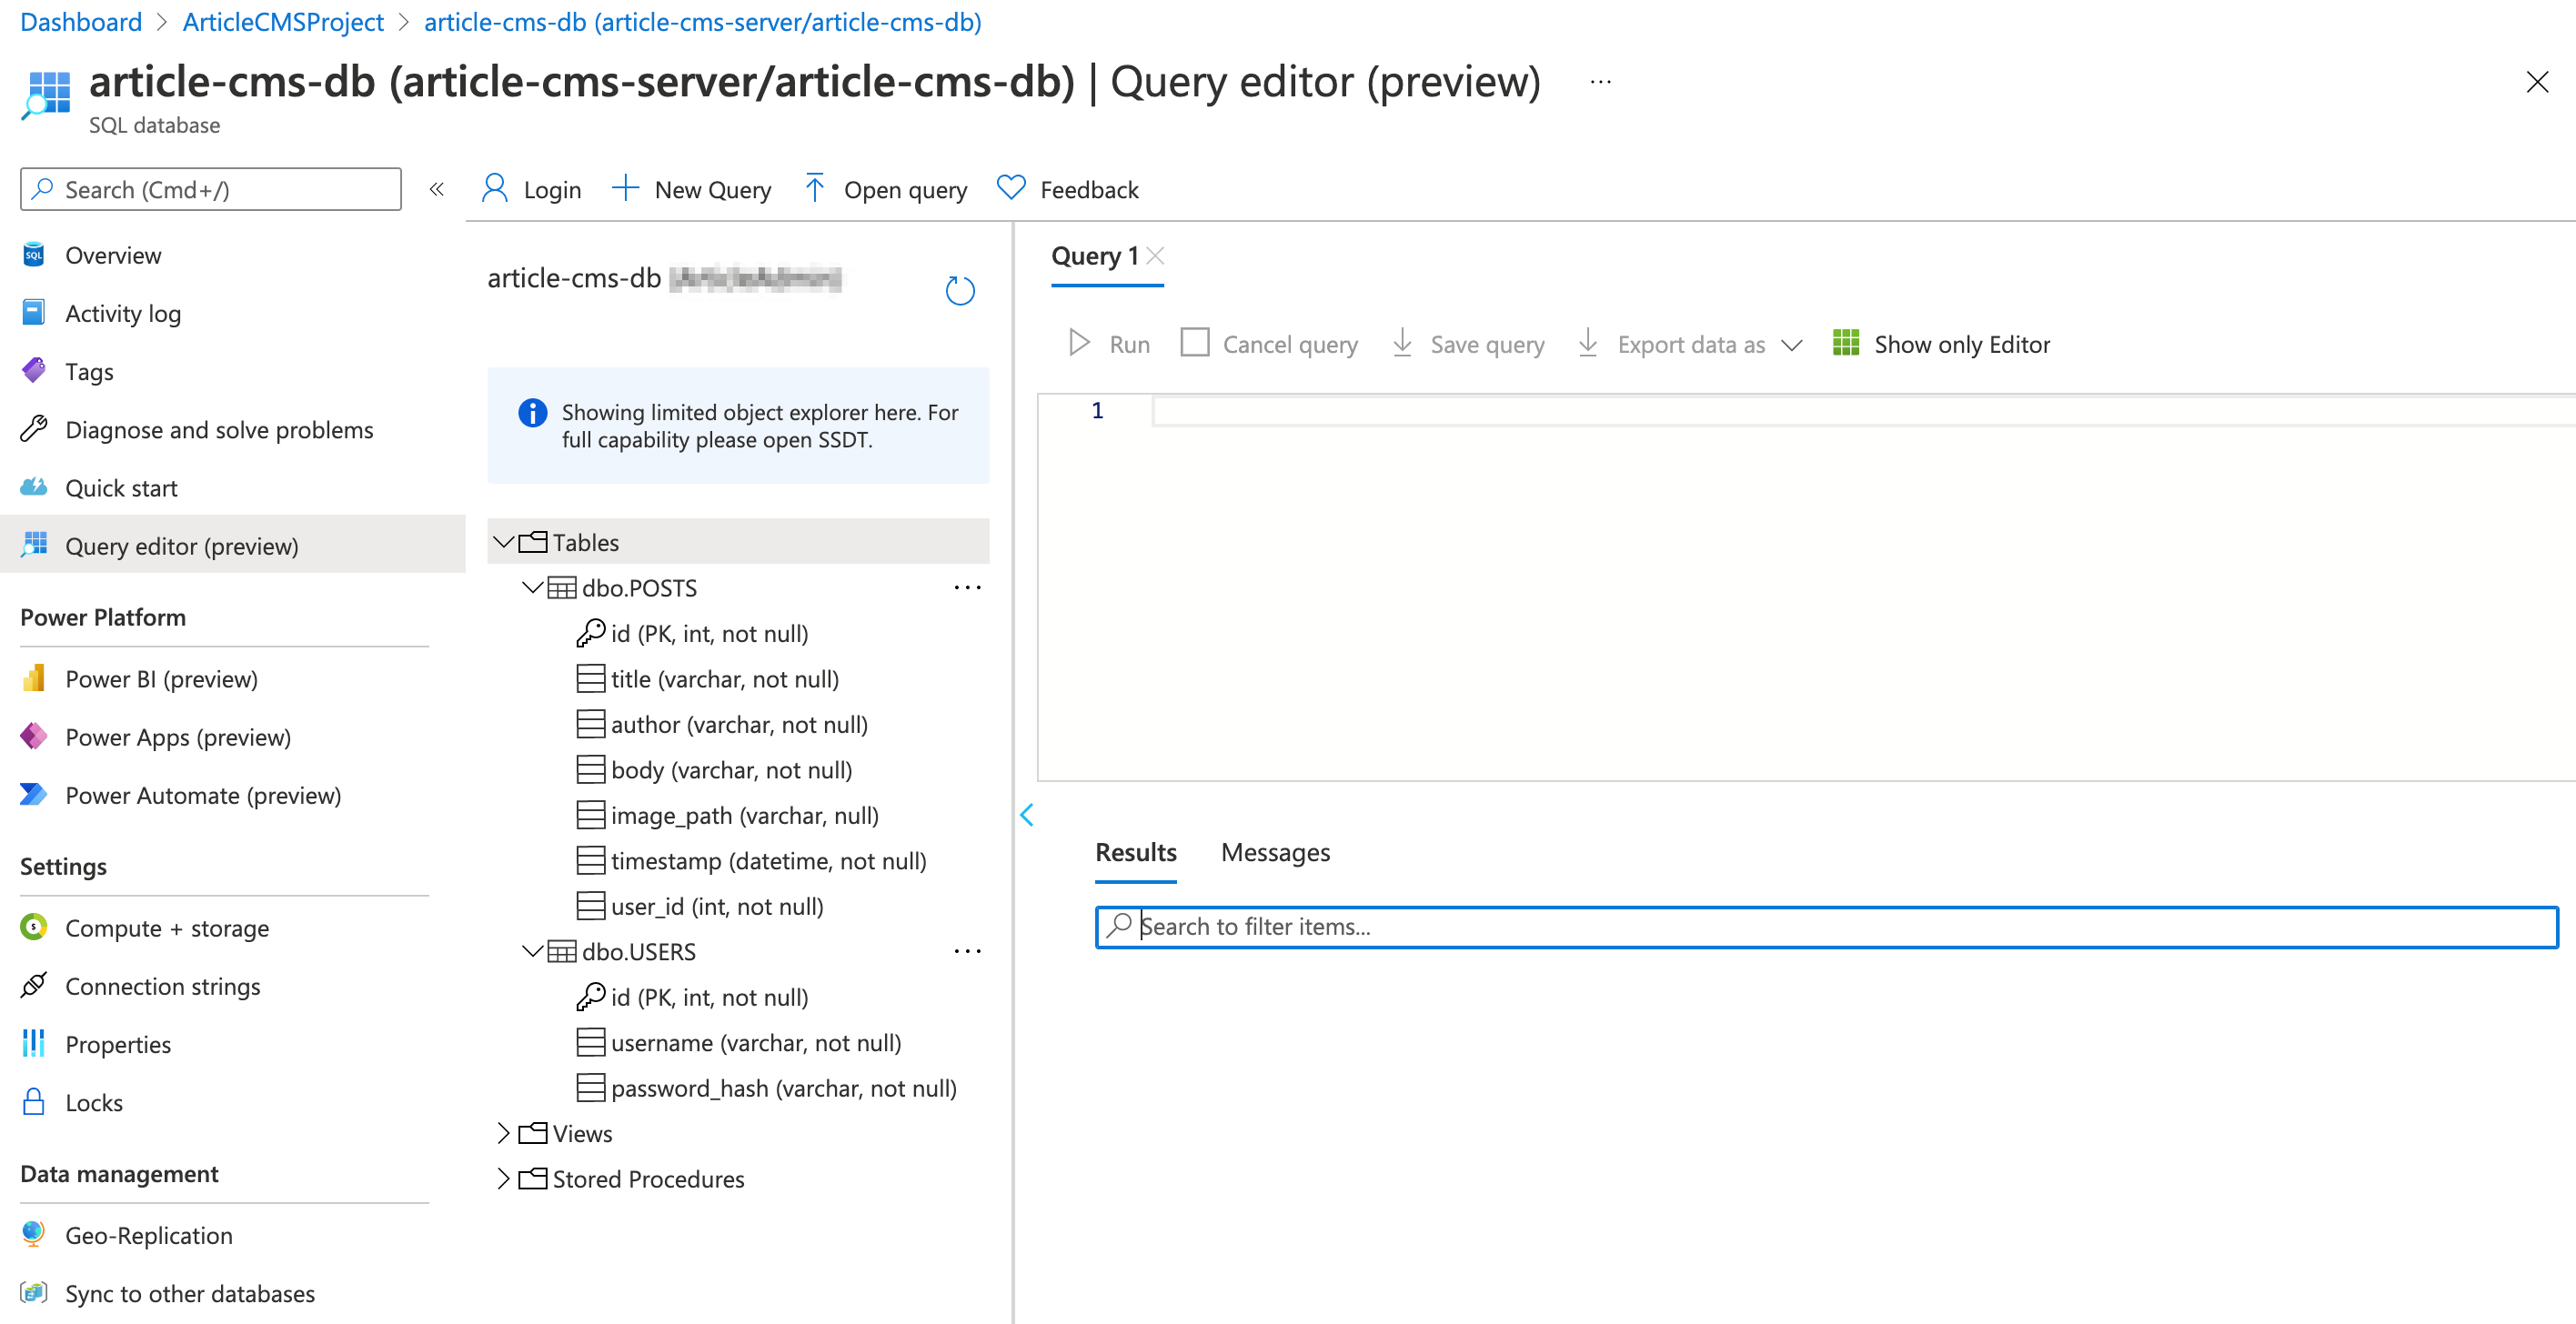 Dashboard > ArticleCMSProject > article-cms-db (article-cms-server/article-cms-db)
article-cms-db (article-cms-server/article-cms-db) | Query editor (preview) ...
SQL database
Search (Cmd+/)
«
Login
New Query
Open query
Feedback
Overview
Activity log
Tags
Diagnose and solve problems
Quick start
Query editor (preview)
Power Platform
Power BI (preview)
Power Apps (preview)
Power Automate (preview)
Settings
Compute + storage
Connection strings
Properties
Locks
Data management
Geo-Replication
Sync to other databases
article-cms-db
Showing limited object explorer here. For
full capability please open SSDT.
Tables
dbo.POSTS ...
id (PK, int, not null)
title (varchar, not null)
author (varchar, not null)
body (varchar, not null)
image_path (varchar, null)
timestamp (datetime, not null)
user_id (int, not null)
dbo.USERS ...
id (PK, int, not null)
username (varchar, not null)
password_hash (varchar, not null)
Views
Stored Procedures
Query 1
Run
Cancel query
Save query
Export data as
Show only Editor
1
Results
Messages
Search to filter items...